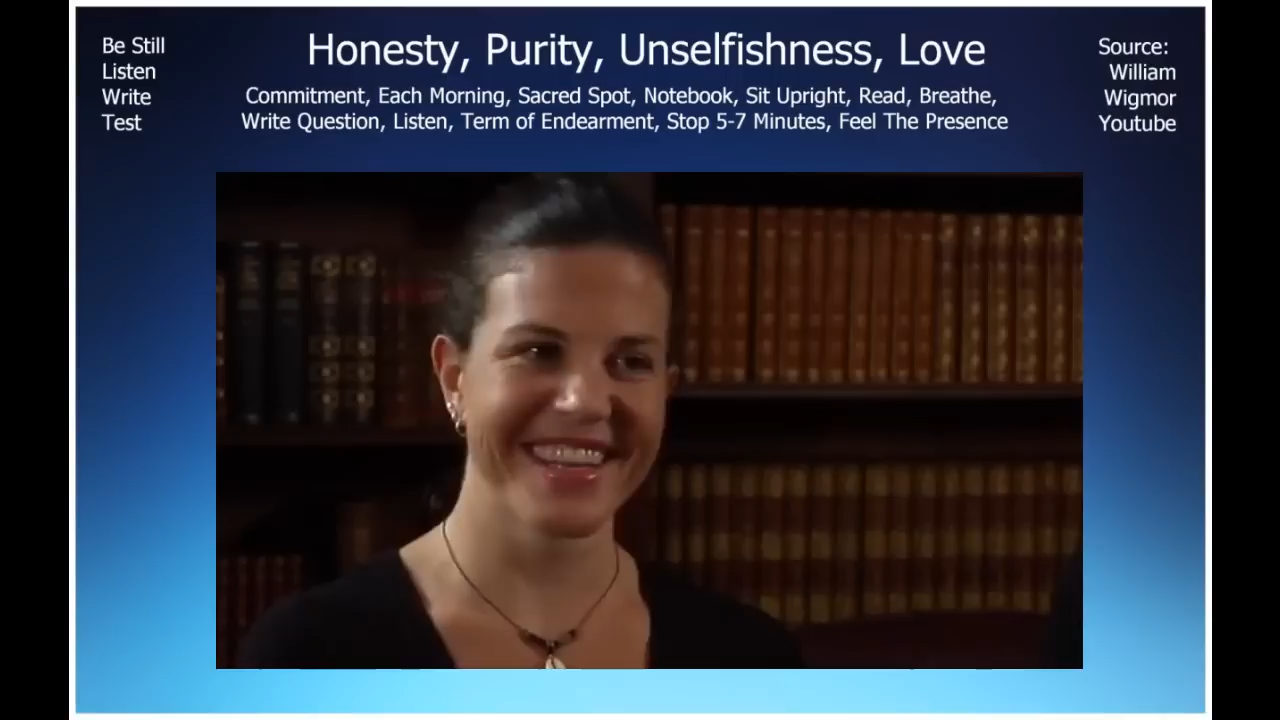 Be Still
Listen
Write
Test
Honesty, Purity, Unselfishness, Love
Commitment, Each Morning, Sacred Spot, Notebook, Sit Upright, Read, Breathe,
Write Question, Listen, Term of Endearment, Stop 5-7 Minutes, Feel The Presence
Source:
William
Wigmor
Youtube